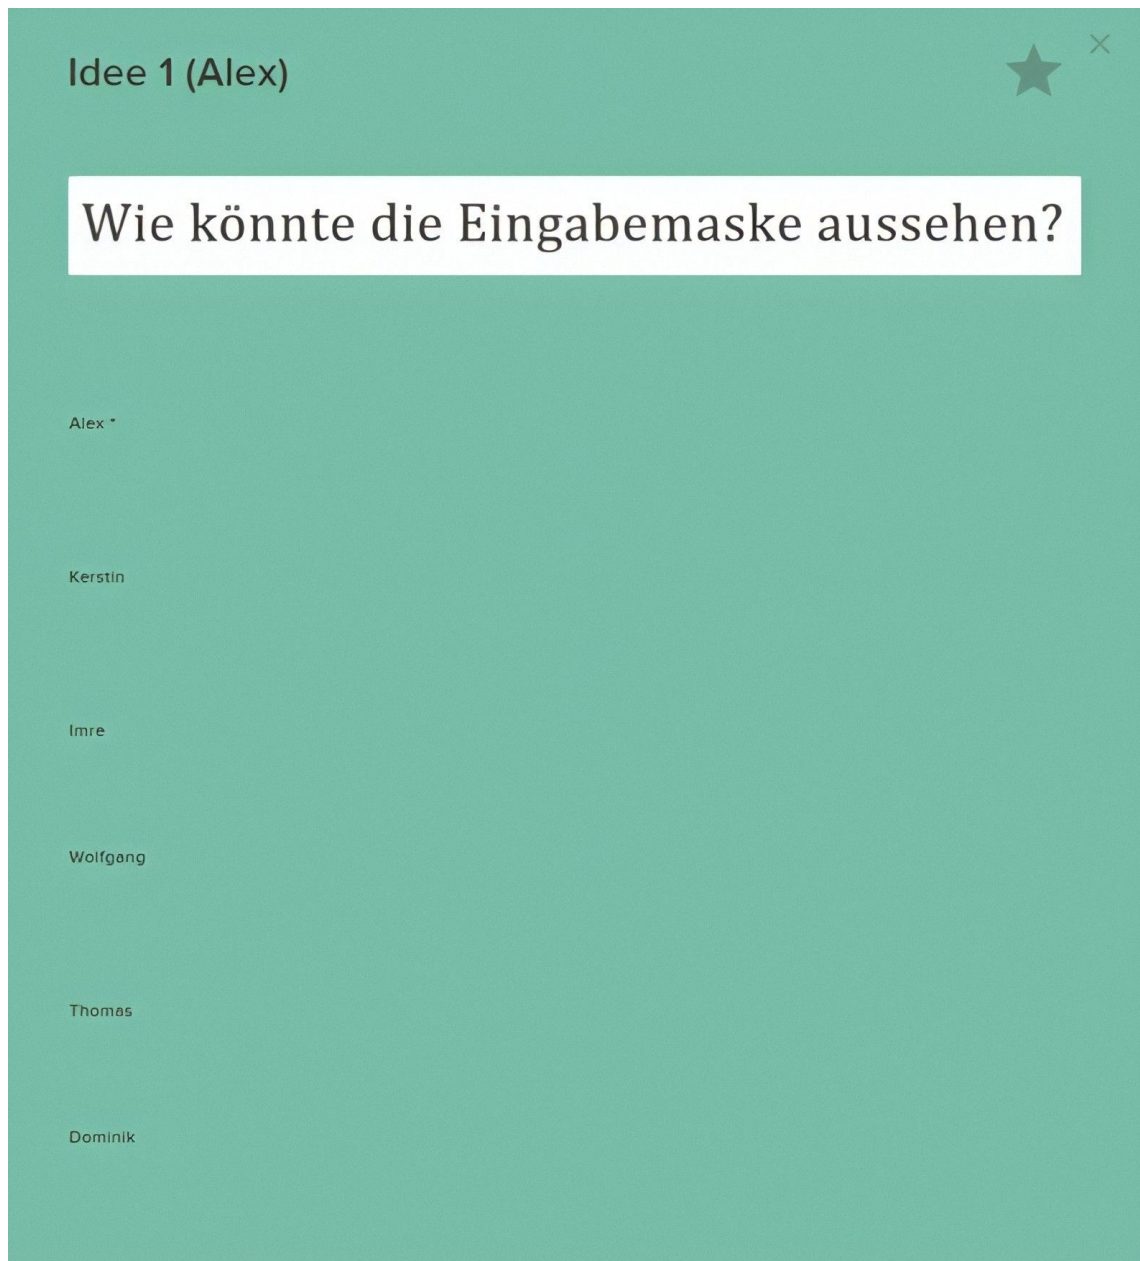 Idee 1 (Alex)
Wie könnte die Eingabemaske aussehen?
Alex *
Kerstin
Imre
Wolfgang
Thomas
Dominik